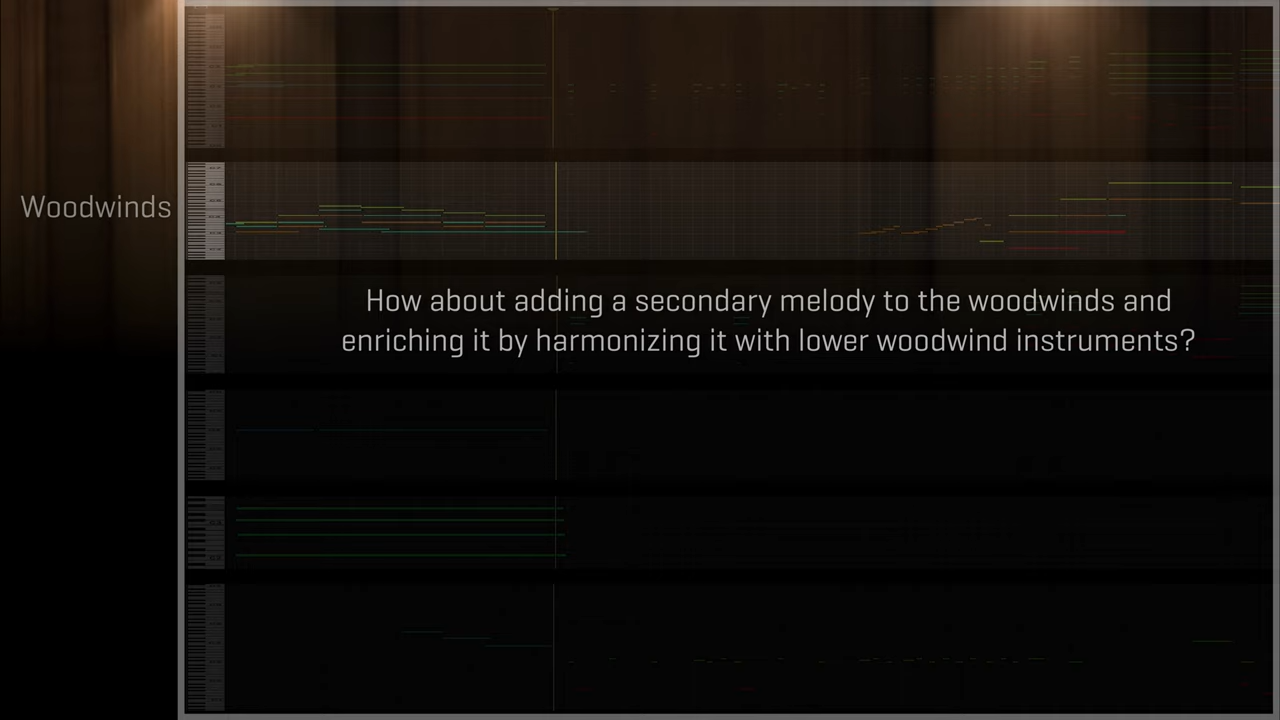 Woodwinds
How about adding a secondary melody to the woodwinds and
enriching it by harmonizing it with lower woodwind instruments?